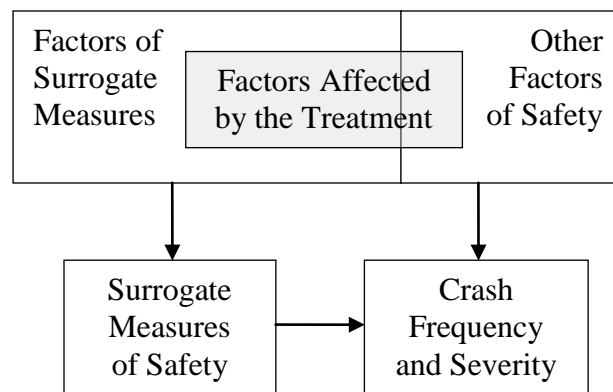 Factors of
Surrogate
Measures
Factors Affected
by the Treatment
Other
Factors
of Safety
Surrogate
Measures
of Safety
Crash
Frequency
and Severity